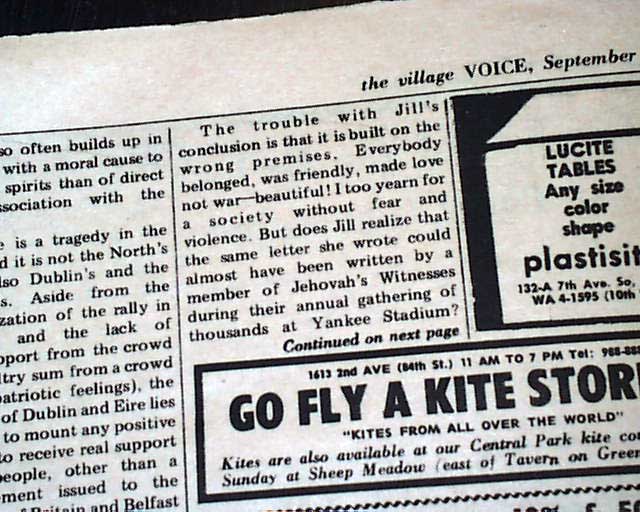 the village VOICE, September
so often builds up in
with a moral cause to
spirits than of direct
with the
is a tragedy in the
it is not the North's
Dublin's and the
Aside from the
of the rally in
and the lack of
from the crowd
sum from a crowd
feelings), the
of Dublin and Eire lies
to mount any positive
to receive real support
people, other than a
issued to the
and Belfast
The trouble with Jill's
conclusion is that it is built on the
wrong premises. Everybody
belonged, was friendly, made love
not war—beautiful! I too yearn for
a society without fear and
violence. But does Jill realize that
the same letter she wrote could
almost have been written by a
member of Jehovah's Witnesses
during their annual gathering of
thousands at Yankee Stadium?
Continued on next page
LUCITE
TABLES
Any size
color
shape
plastisit
132-A 7th Ave. So.
WA 4-1595 (10th
1613 2nd AVE (84th St.) 11 AM TO 7 PM Tel: 988-
GO FLY A KITE STOR
"KITES FROM ALL OVER THE WORLD"
Kites are also available at our Central Park kite
Sunday at Sheep Meadow (east of Tavern on Green